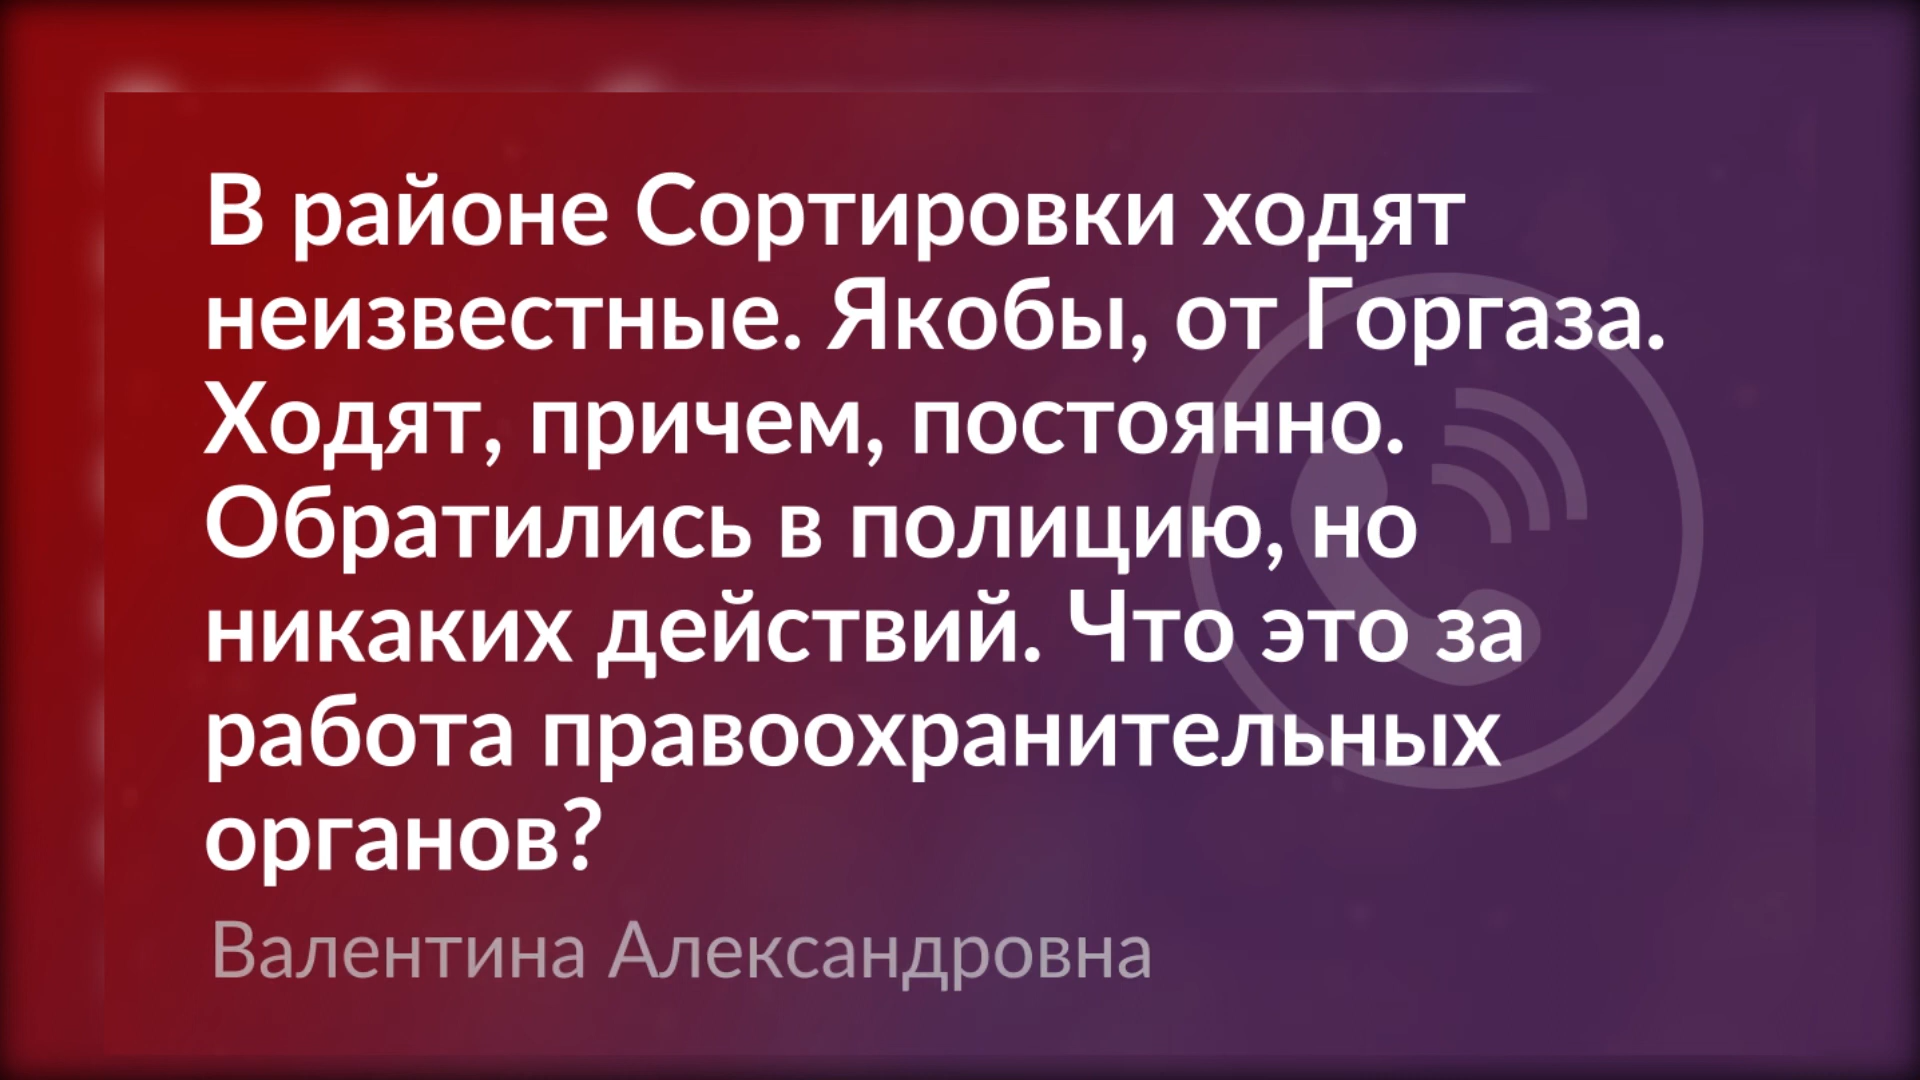 В районе Сортировки ходят
неизвестные. Якобы, от Горгаза.
Ходят, причем, постоянно.
Обратились в полицию, но
никаких действий. Что это за
работа правоохранительных
органов?
Валентина Александровна